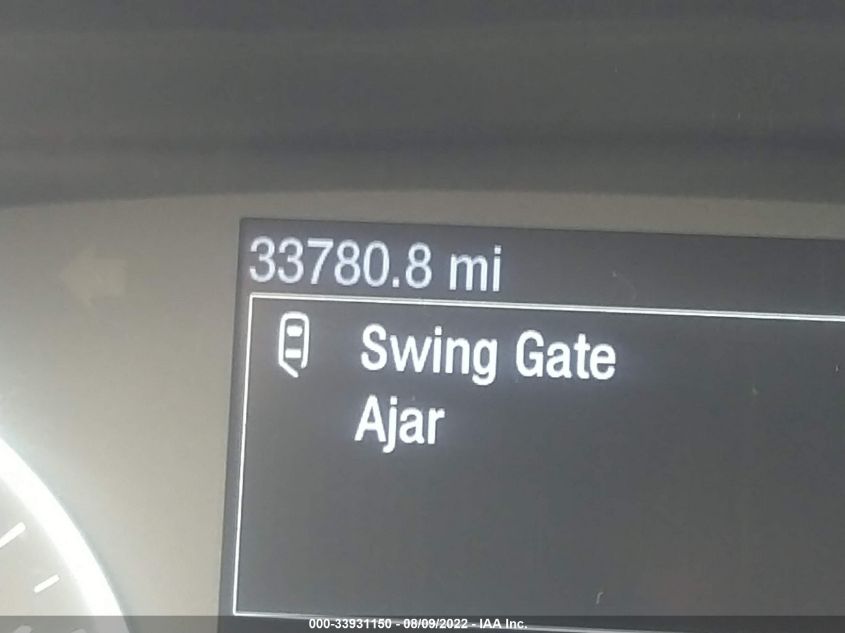 33780.8 mi
Swing Gate
Ajar
000-33931150 - 08/09/2022 - IAA Inc.